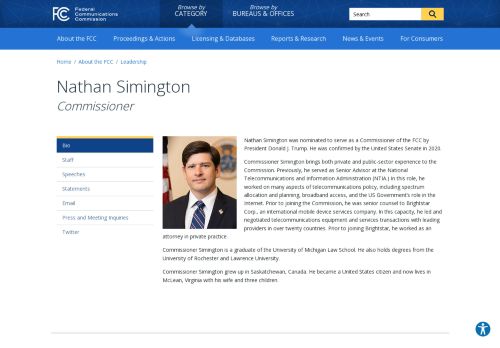 Browse by
CATEGORY
Browse by
BUREAUS & OFFICES
FCC
Federal
Communications
Commission
Search
About the FCC
Proceedings & Actions
Licensing & Databases
Reports & Research
News & Events
For Consumers
Home / About the FCC / Leadership
Nathan Simington
Commissioner
Bio
Staff
Speeches
Statements
Email
Press and Meeting Inquiries
Twitter
Nathan Simington was nominated to serve as a Commissioner of the FCC by
President Donald J. Trump. He was confirmed by the United States Senate in 2020.
Commissioner Simington brings both private and public-sector experience to the
Commission. Previously, he served as Senior Advisor at the National
Telecommunications and Information Administration (NTIA.) In this role, he
worked on many aspects of telecommunications policy, including spectrum
allocation and planning, broadband access, and the US Government's role in the
Internet. Prior to joining the Commission, he was senior counsel to Brightstar
Corp., an international mobile device services company. In this capacity, he led and
negotiated telecommunications equipment and services transactions with leading
providers in over twenty countries. Prior to joining Brightstar, he worked as an
attorney in private practice.
Commissioner Simington is a graduate of the University of Michigan Law School. He also holds degrees from the
University of Rochester and Lawrence University.
Commissioner Simington grew up in Saskatchewan, Canada. He became a United States citizen and now lives in
McLean, Virginia with his wife and three children.